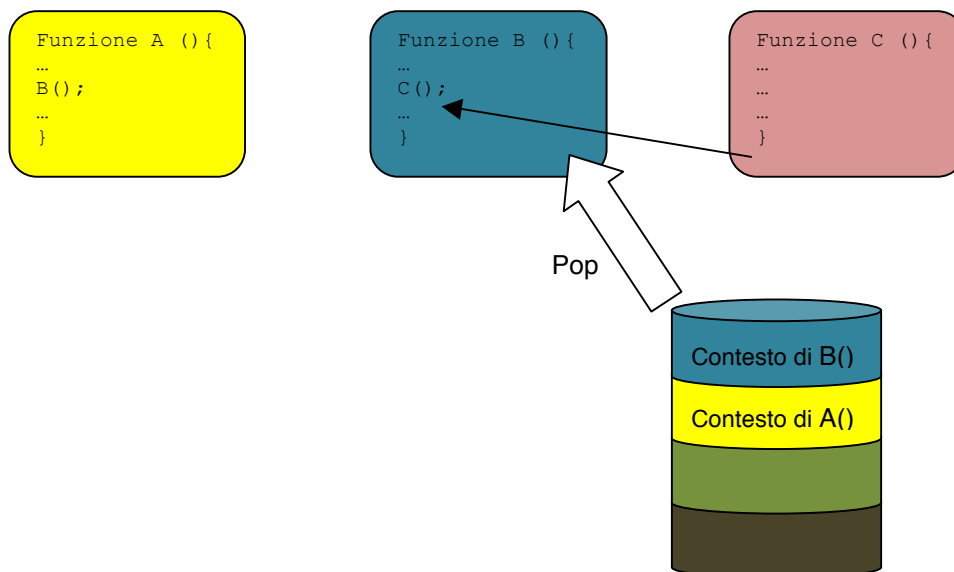 Funzione A (){
…
B();
…
}
Funzione B (){
…
C();
…
}
Funzione C (){
…
…
…
}
Pop
Contesto di B()
Contesto di A()